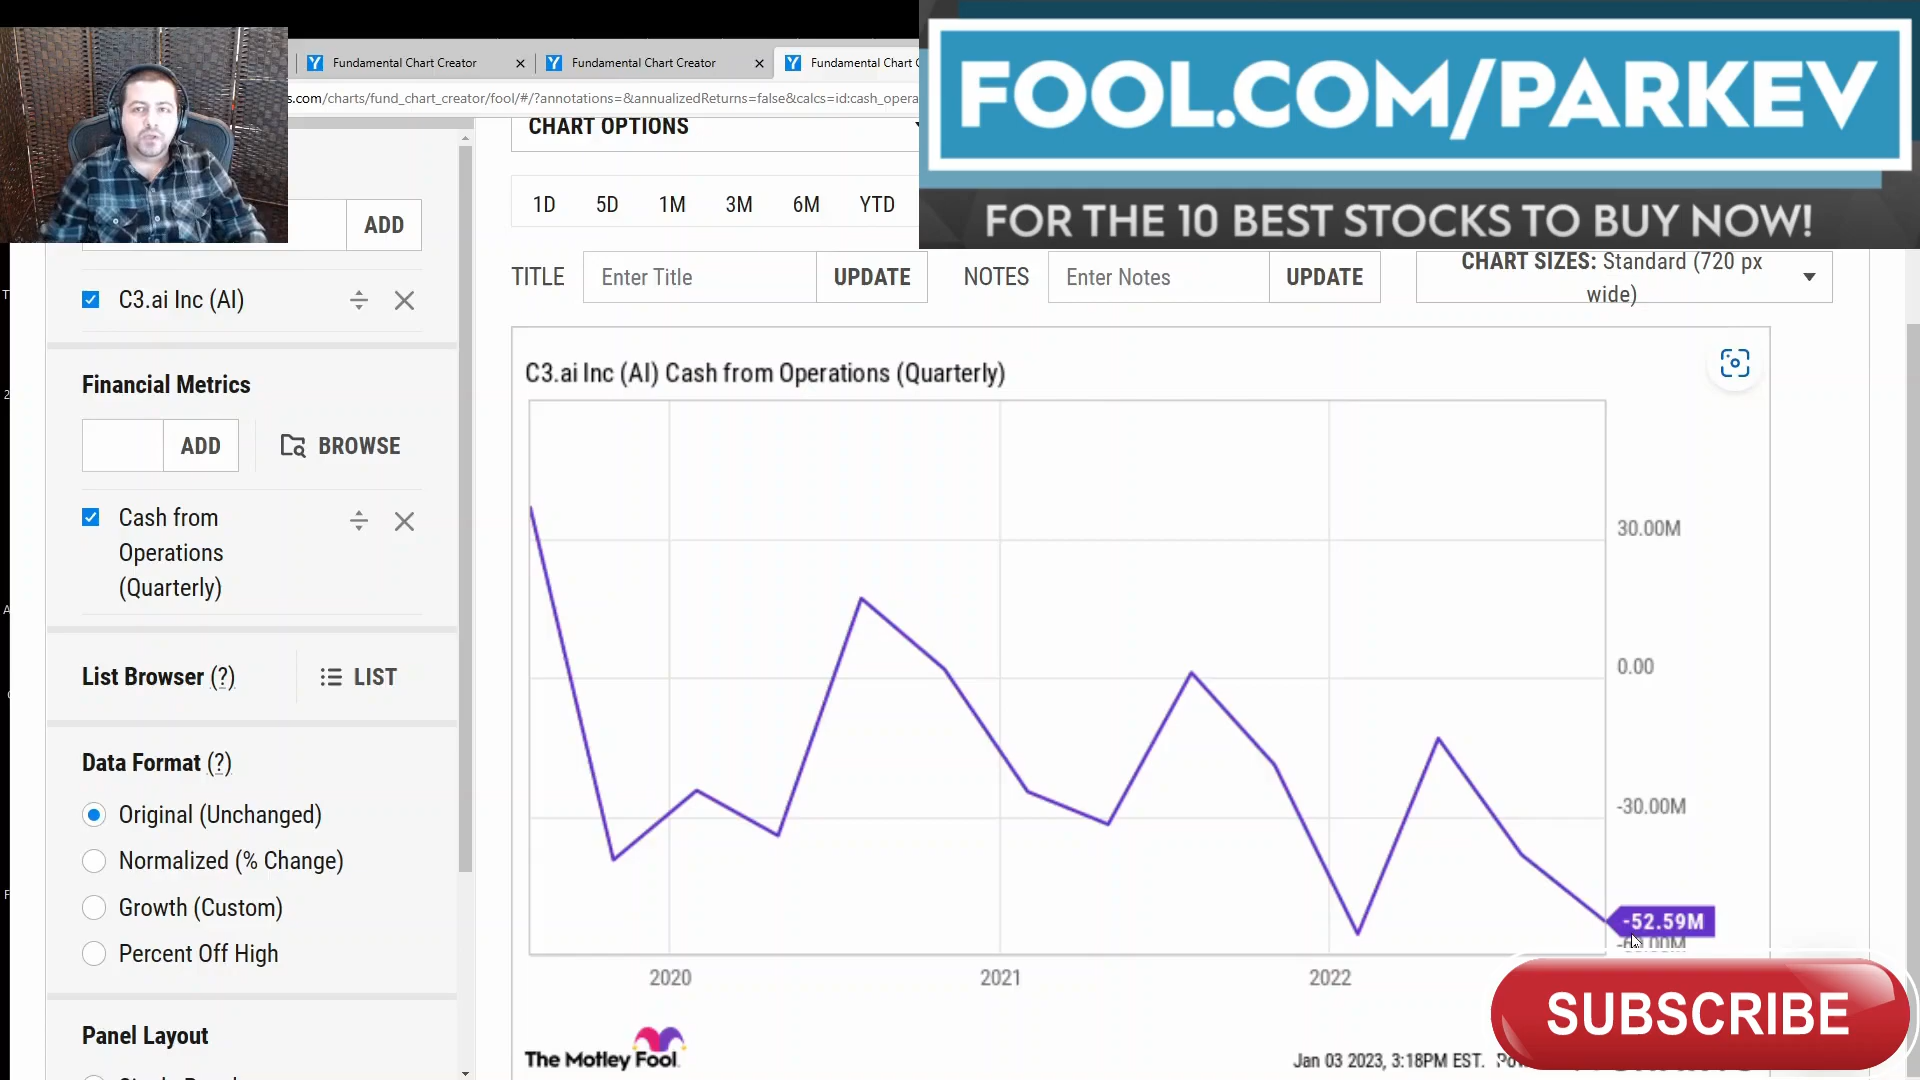 FOOL.COM/PARKEV
FOR THE 10 BEST STOCKS TO BUY NOW!
Fundamental Chart Creator
Fundamental Chart Creator
Fundamental Chart C
s.com/charts/fund_chart_creator/fool/#/?annotations=&annualizedReturns=false&calcs=id:cash_opera
CHART OPTIONS
1D 5D 1M 3M 6M YTD
ADD
TITLE Enter Title UPDATE NOTES Enter Notes UPDATE
CHART SIZES: Standard (720 px
wide)
C3.ai Inc (AI)
Financial Metrics
ADD BROWSE
Cash from
Operations
(Quarterly)
List Browser (?) LIST
Data Format (?)
Original (Unchanged)
Normalized (% Change)
Growth (Custom)
Percent Off High
Panel Layout
C3.ai Inc (AI) Cash from Operations (Quarterly)
30.00M
0.00
-30.00M
-52.59M
2020 2021 2022
The Motley Fool
Jan 03 2023, 3:18PM EST.
SUBSCRIBE